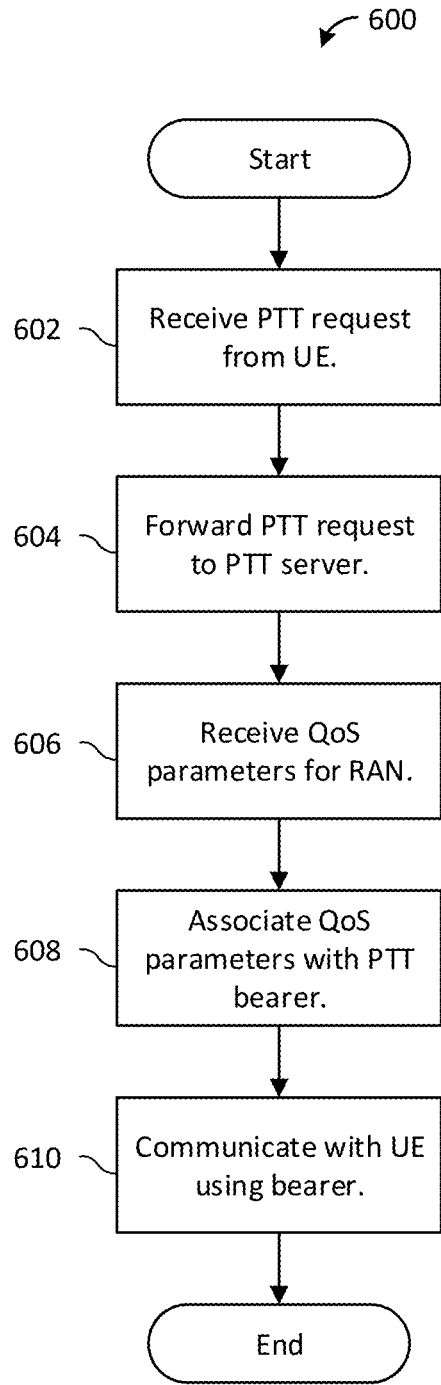 600
Start
602
Receive PTT request
from UE.
604
Forward PTT request
to PTT server.
606
Receive QoS
parameters for RAN.
608
Associate QoS
parameters with PTT
bearer.
610
Communicate with UE
using bearer.
End